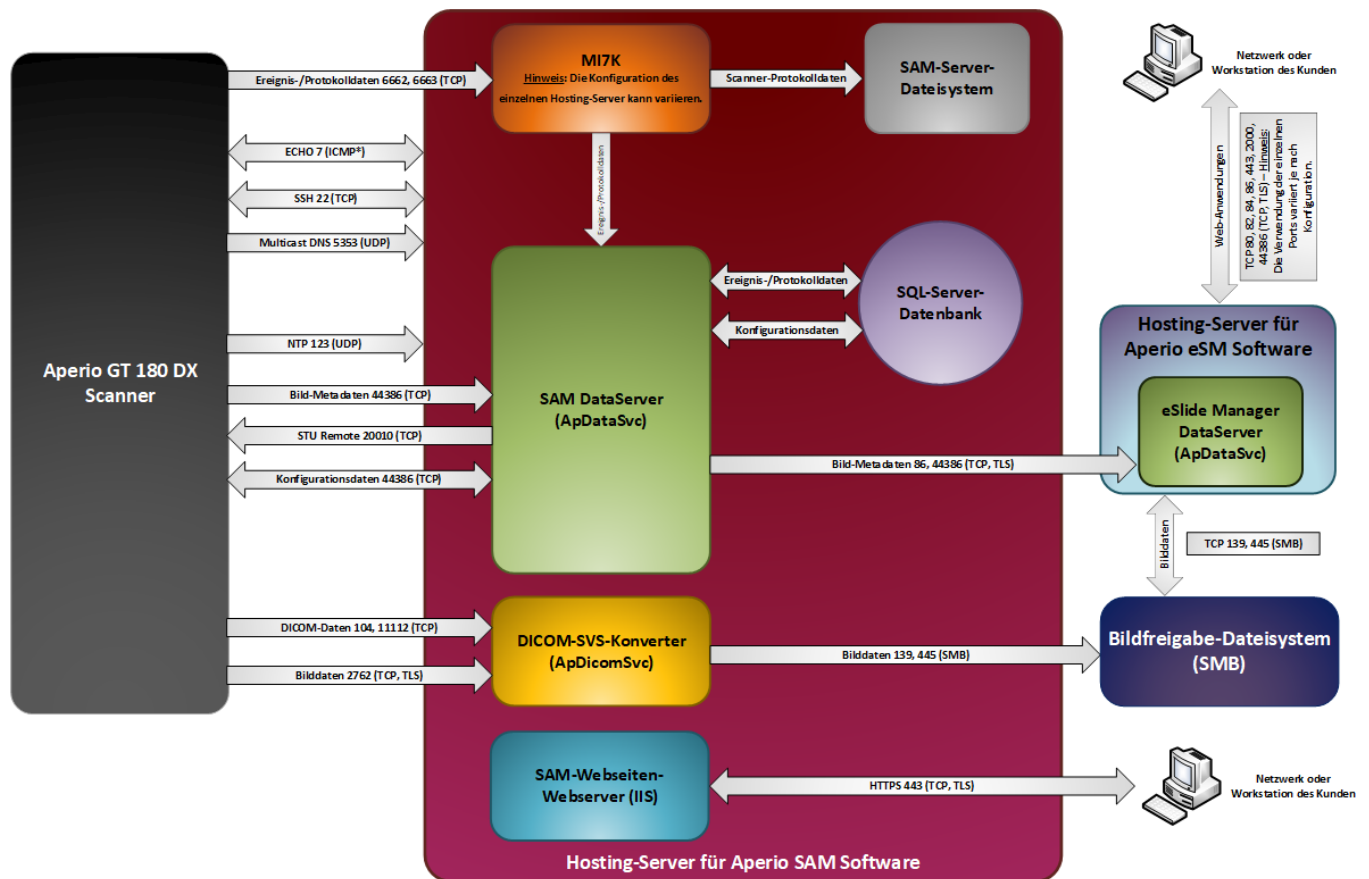 MI7K
Hinweis: Die Konfiguration des
einzelnen Hosting-Server kann variieren.
SAM-Server-
Dateisystem
Netzwerk oder
Workstation des Kunden
Ereignis-/Protokolldaten 6662, 6663 (TCP)
Scanner-Protokolldaten
ECHO 7 (ICMP*)
SSH 22 (TCP)
Multicast DNS 5353 (UDP)
Ereignis-/Protokolldaten
Web-Anwendungen
TCP 80, 82, 84, 86, 443, 2000,
44386 (TCP, TLS) – Hinweis:
Die Verwendung der einzelnen
Ports variiert je nach
Konfiguration.
Ereignis-/Protokolldaten
Konfigurationsdaten
SQL-Server-
Datenbank
Hosting-Server für
Aperio eSM Software
NTP 123 (UDP)
Aperio GT 180 DX
Scanner
Bild-Metadaten 44386 (TCP)
SAM DataServer
(ApDataSvc)
eSlide Manager
DataServer
(ApDataSvc)
STU Remote 20010 (TCP)
Bild-Metadaten 86, 44386 (TCP, TLS)
Konfigurationsdaten 44386 (TCP)
Bilddaten
TCP 139, 445 (SMB)
DICOM-Daten 104, 11112 (TCP)
DICOM-SVS-Konverter
(ApDicomSvc)
Bilddaten 139, 445 (SMB)
Bildfreigabe-Dateisystem
(SMB)
Bilddaten 2762 (TCP, TLS)
SAM-Webseiten-
Webserver (IIS)
HTTPS 443 (TCP, TLS)
Netzwerk oder
Workstation des Kunden
Hosting-Server für Aperio SAM Software